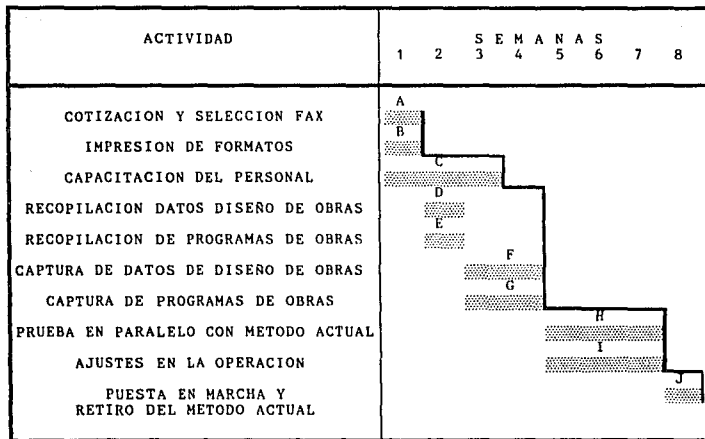 ACTIVIDAD
S E M A N A S
1 2 3 4 5 6 7 8
A
COTIZACION Y SELECCION FAX
B
IMPRESION DE FORMATOS
C
CAPACITACION DEL PERSONAL
D
RECOPILACION DATOS DISEÑO DE OBRAS
E
RECOPILACION DE PROGRAMAS DE OBRAS
F
CAPTURA DE DATOS DE DISEÑO DE OBRAS
G
CAPTURA DE PROGRAMAS DE OBRAS
H
PRUEBA EN PARALELO CON METODO ACTUAL
I
AJUSTES EN LA OPERACION
J
PUESTA EN MARCHA Y
RETIRO DEL METODO ACTUAL